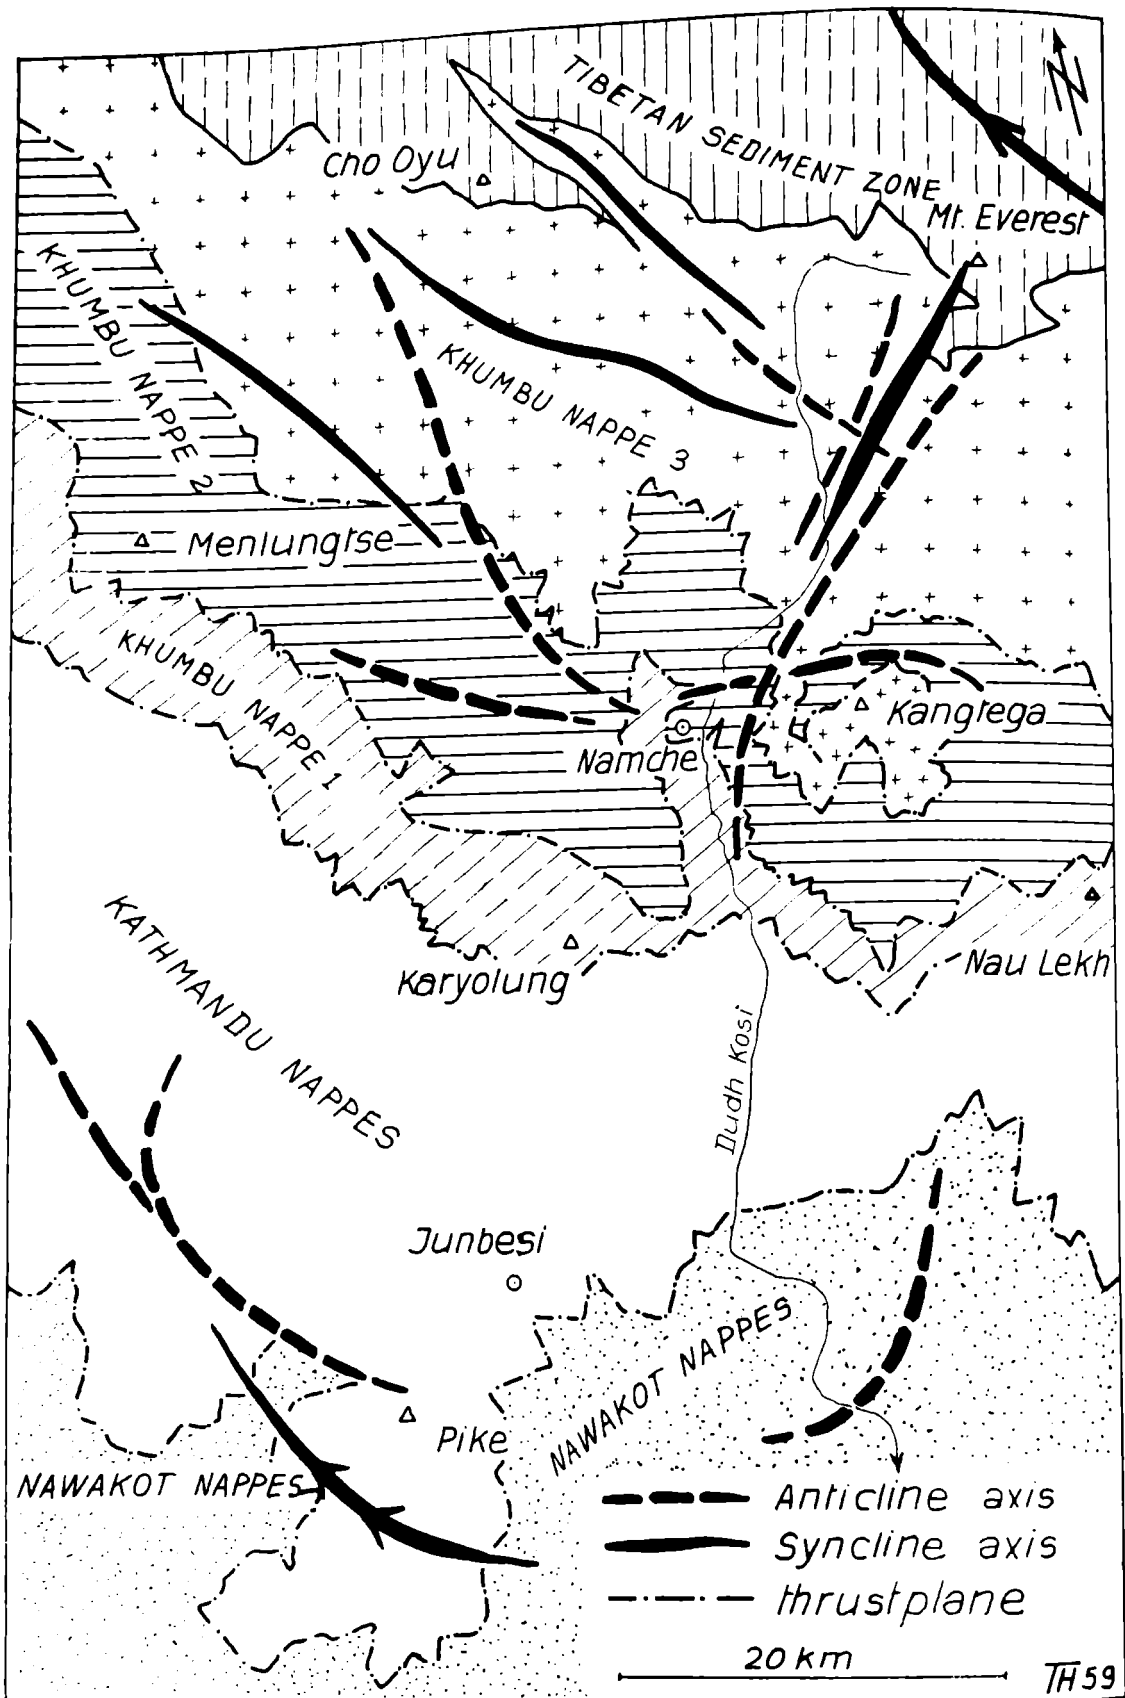 N
TIBETAN SEDIMENT ZONE
Cho Oyu
Mt. Everest
KHUMBU NAPPE 2
KHUMBU NAPPE 3
Menlungtse
KHUMBU NAPPE 1
Kangtega
Namche
KATHMANDU NAPPES
Karyolung
Nau Lekh
Dudh Kosi
Junbesi
NAWAKOT NAPPES
Pike
NAWAKOT NAPPES
Anticline axis
Syncline axis
thrustplane
20 km
TH 59